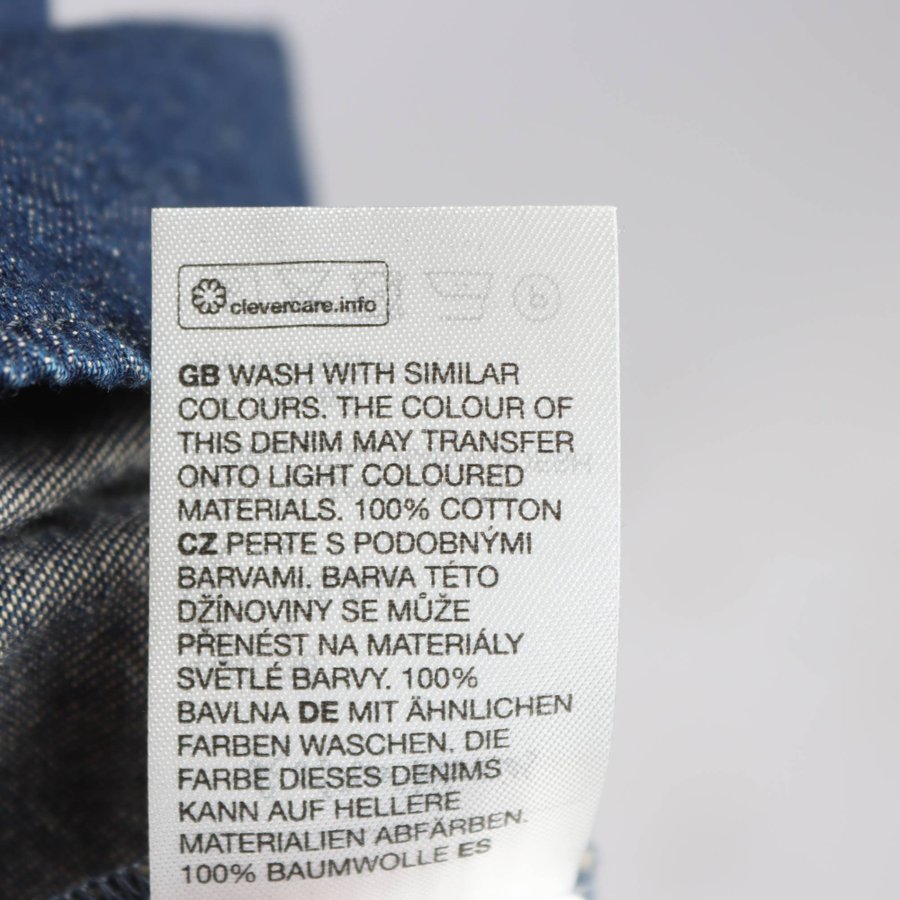 clevercare.info
GB WASH WITH SIMILAR
COLOURS. THE COLOUR OF
THIS DENIM MAY TRANSFER
ONTO LIGHT COLOURED
MATERIALS. 100% COTTON
CZ PERTE S PODOBNÝMI
BARVAMI. BARVA TÉTO
DŽÍNOVINY SE MŮŽE
PŘENÉST NA MATERIÁLY
SVĚTLÉ BARVY. 100%
BAVLNA DE MIT ÄHNLICHEN
FARBEN WASCHEN. DIE
FARBE DIESES DENIMS
KANN AUF HELLERE
MATERIALIEN ABFÄRBEN.
100% BAUMWOLLE ES